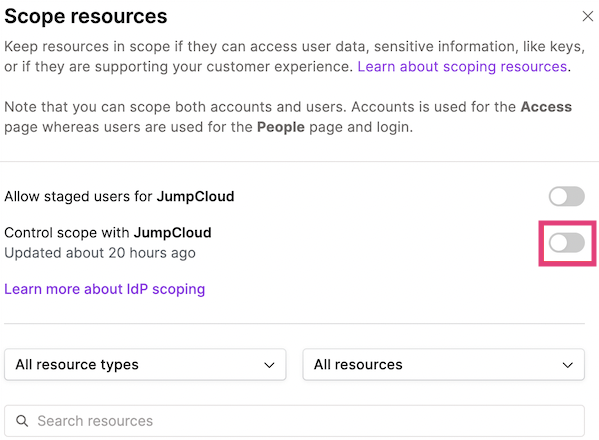 Scope resources
Keep resources in scope if they can access user data, sensitive information, like keys,
or if they are supporting your customer experience. Learn about scoping resources.
Note that you can scope both accounts and users. Accounts is used for the Access
page whereas users are used for the People page and login.
Allow staged users for JumpCloud
Control scope with JumpCloud
Updated about 20 hours ago
Learn more about IdP scoping
All resource types
All resources
Search resources